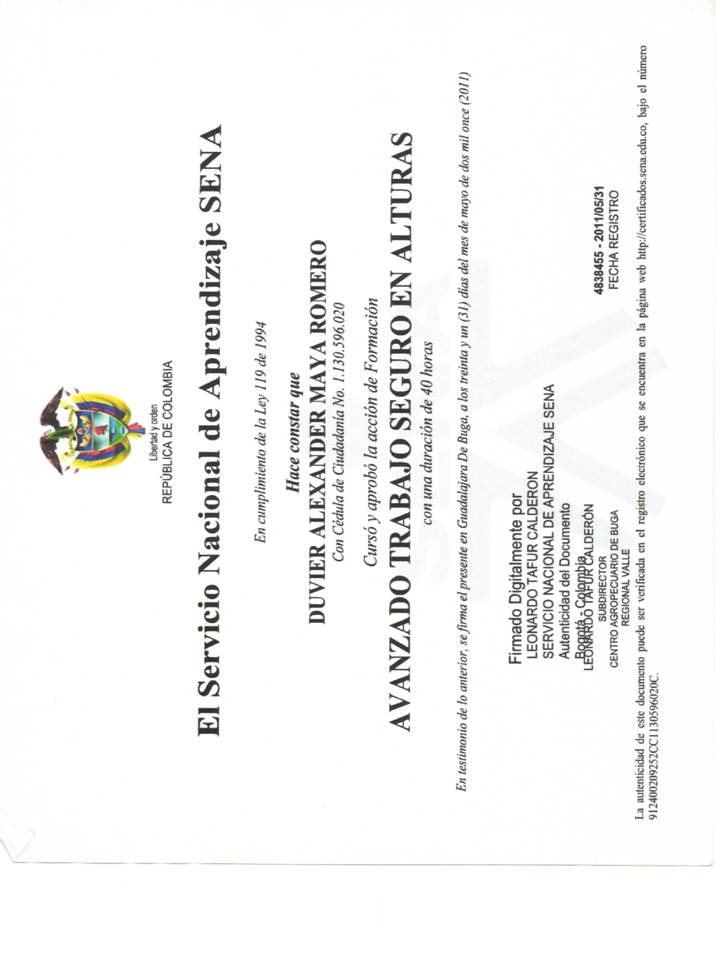 Libertad y orden
REPÚBLICA DE COLOMBIA
El Servicio Nacional de Aprendizaje SENA
En cumplimiento de la Ley 119 de 1994
Hace constar que
DUVIER ALEXANDER MAYA ROMERO
Con Cédula de Ciudadanía No. 1.130.596.020
Cursó y aprobó la acción de Formación
AVANZADO TRABAJO SEGURO EN ALTURAS
con una duración de 40 horas
En testimonio de lo anterior, se firma el presente en Guadalajara De Buga, a los treinta y un (31) días del mes de mayo de dos mil once (2011)
Firmado Digitalmente por
LEONARDO TAFUR CALDERON
SERVICIO NACIONAL DE APRENDIZAJE SENA
Autenticidad del Documento
Bogotá - Colombia
LEONARDO TAFUR CALDERÓN
SUBDIRECTOR
CENTRO AGROPECUARIO DE BUGA
REGIONAL VALLE
4838455 - 2011/05/31
FECHA REGISTRO
La autenticidad de este documento puede ser verificada en el registro electrónico que se encuentra en la página web http://certificados.sena.edu.co, bajo el número
912400209252CC1130596020C.